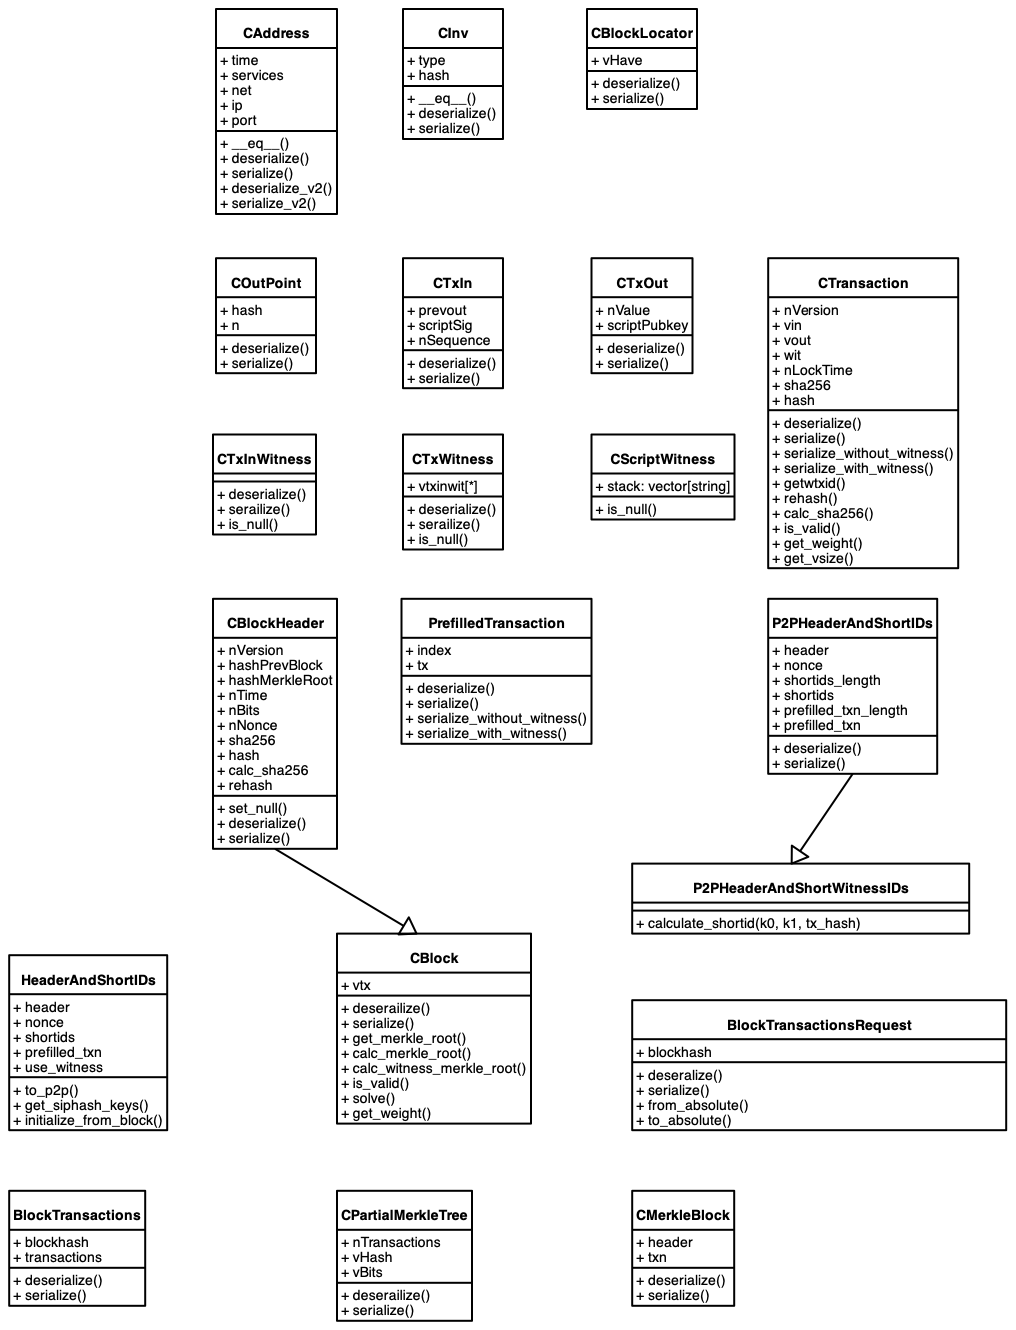 CAddress
+ time
+ services
+ net
+ ip
+ port
+ __eq__()
+ deserialize()
+ serialize()
+ deserialize_v2()
+ serialize_v2()
CInv
+ type
+ hash
+ __eq__()
+ deserialize()
+ serialize()
CBlockLocator
+ vHave
+ deserialize()
+ serialize()
COutPoint
+ hash
+ n
+ deserialize()
+ serialize()
CTxIn
+ prevout
+ scriptSig
+ nSequence
+ deserialize()
+ serialize()
CTxOut
+ nValue
+ scriptPubkey
+ deserialize()
+ serialize()
CTransaction
+ nVersion
+ vin
+ vout
+ wit
+ nLockTime
+ sha256
+ hash
+ deserialize()
+ serialize()
+ serialize_without_witness()
+ serialize_with_witness()
+ getwtxid()
+ rehash()
+ calc_sha256()
+ is_valid()
+ get_weight()
+ get_vsize()
CTxInWitness
+ deserialize()
+ serailize()
+ is_null()
CTxWitness
+ vtxinwit[*]
+ deserialize()
+ serailize()
+ is_null()
CScriptWitness
+ stack: vector[string]
+ is_null()
CBlockHeader
+ nVersion
+ hashPrevBlock
+ hashMerkleRoot
+ nTime
+ nBits
+ nNonce
+ sha256
+ hash
+ calc_sha256
+ rehash
+ set_null()
+ deserialize()
+ serialize()
PrefilledTransaction
+ index
+ tx
+ deserialize()
+ serialize()
+ serialize_without_witness()
+ serialize_with_witness()
P2PHeaderAndShortIDs
+ header
+ nonce
+ shortids_length
+ shortids
+ prefilled_txn_length
+ prefilled_txn
+ deserialize()
+ serialize()
P2PHeaderAndShortWitnessIDs
+ calculate_shortid(k0, k1, tx_hash)
HeaderAndShortIDs
+ header
+ nonce
+ shortids
+ prefilled_txn
+ use_witness
+ to_p2p()
+ get_siphash_keys()
+ initialize_from_block()
CBlock
+ vtx
+ deserailize()
+ serialize()
+ get_merkle_root()
+ calc_merkle_root()
+ calc_witness_merkle_root()
+ is_valid()
+ solve()
+ get_weight()
BlockTransactionsRequest
+ blockhash
+ deseralize()
+ serialize()
+ from_absolute()
+ to_absolute()
BlockTransactions
+ blockhash
+ transactions
+ deserialize()
+ serialize()
CPartialMerkleTree
+ nTransactions
+ vHash
+ vBits
+ deserailize()
+ serialize()
CMerkleBlock
+ header
+ txn
+ deserialize()
+ serialize()